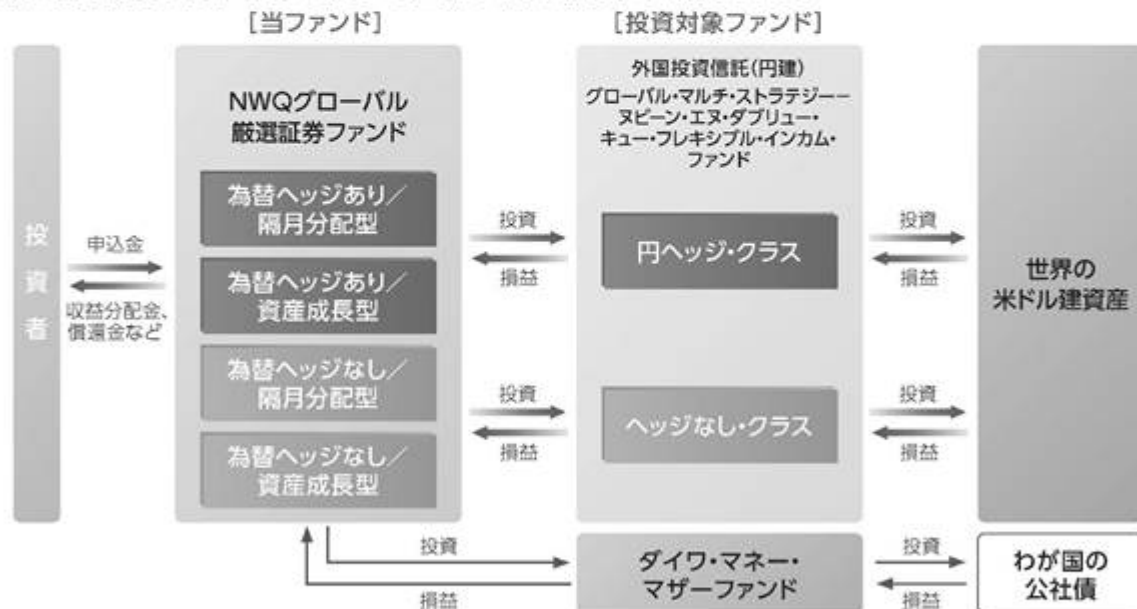 [当ファンド]
[投資対象ファンド]
投資者
申込金
収益分配金、
償還金など
NWQグローバル
厳選証券ファンド
為替ヘッジあり/
隔月分配型
為替ヘッジあり/
資産成長型
為替ヘッジなし/
隔月分配型
為替ヘッジなし/
資産成長型
投資
損益
投資
損益
外国投資信託(円建)
グローバル・マルチ・ストラテジー−
ヌビーン・エヌ・ダブリュー・
キュー・フレキシブル・インカム・
ファンド
円ヘッジ・クラス
ヘッジなし・クラス
投資
損益
投資
損益
世界の
米ドル建資産
投資
損益
ダイワ・マネー・
マザーファンド
投資
損益
わが国の
公社債